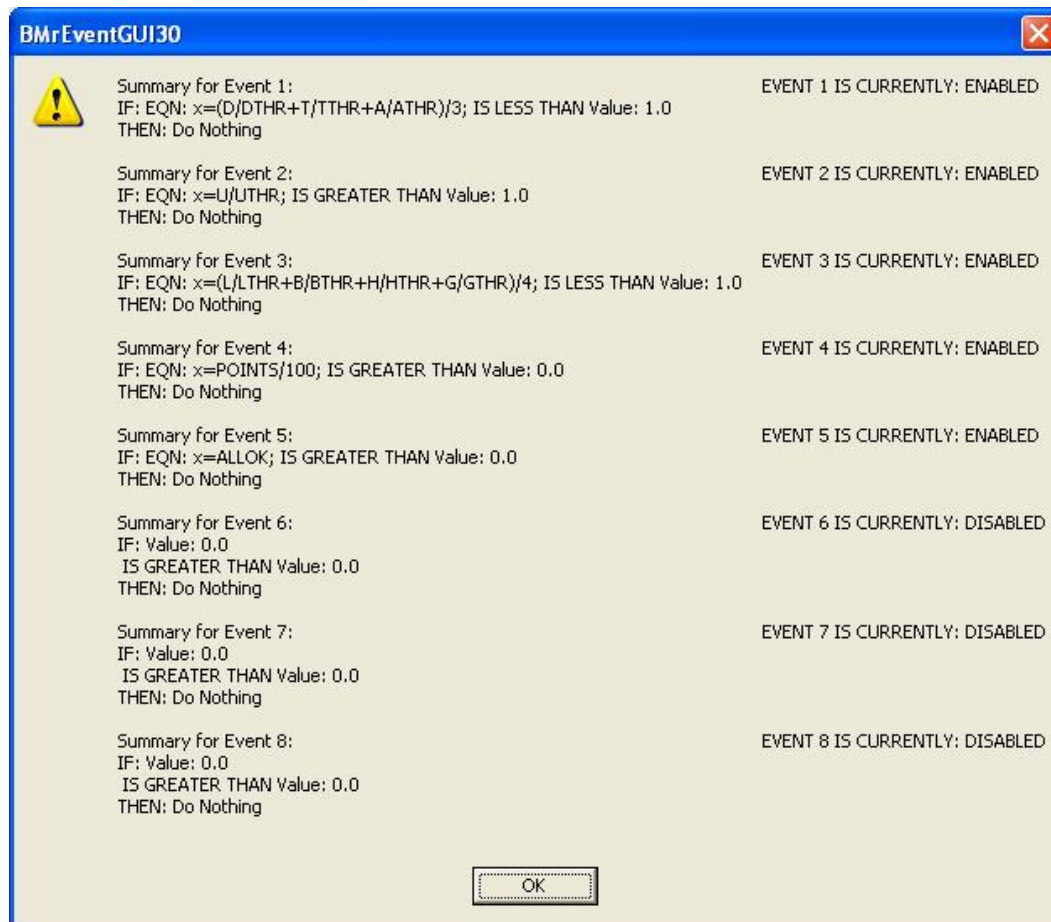 BMrEventGUI30
Summary for Event 1: EVENT 1 IS CURRENTLY: ENABLED
IF: EQN: x=(D/DTHR+T/TTHR+A/ATHR)/3; IS LESS THAN Value: 1.0
THEN: Do Nothing
Summary for Event 2: EVENT 2 IS CURRENTLY: ENABLED
IF: EQN: x=U/UTHR; IS GREATER THAN Value: 1.0
THEN: Do Nothing
Summary for Event 3: EVENT 3 IS CURRENTLY: ENABLED
IF: EQN: x=(L/LTHR+B/BTHR+H/HTHR+G/GTHR)/4; IS LESS THAN Value: 1.0
THEN: Do Nothing
Summary for Event 4: EVENT 4 IS CURRENTLY: ENABLED
IF: EQN: x=POINTS/100; IS GREATER THAN Value: 0.0
THEN: Do Nothing
Summary for Event 5: EVENT 5 IS CURRENTLY: ENABLED
IF: EQN: x=ALLOK; IS GREATER THAN Value: 0.0
THEN: Do Nothing
Summary for Event 6: EVENT 6 IS CURRENTLY: DISABLED
IF: Value: 0.0
IS GREATER THAN Value: 0.0
THEN: Do Nothing
Summary for Event 7: EVENT 7 IS CURRENTLY: DISABLED
IF: Value: 0.0
IS GREATER THAN Value: 0.0
THEN: Do Nothing
Summary for Event 8: EVENT 8 IS CURRENTLY: DISABLED
IF: Value: 0.0
IS GREATER THAN Value: 0.0
THEN: Do Nothing
OK